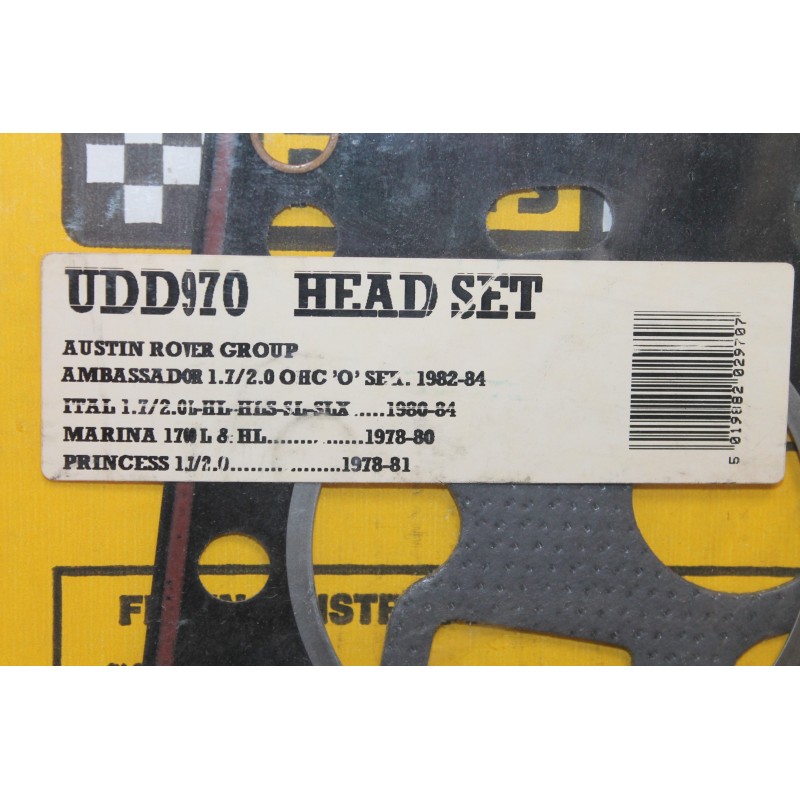 UDD970 HEAD SET
AUSTIN ROVER GROUP
AMBASSADOR 1.7/2.0 OHC 'O' SER. 1982-84
ITAL 1.7/2.0L-HL-HLS-SL-SLX.....1980-84
MARINA 1700 L & HL.................1978-80
PRINCESS 1.7/2.0....................1978-81
5 019882 029707